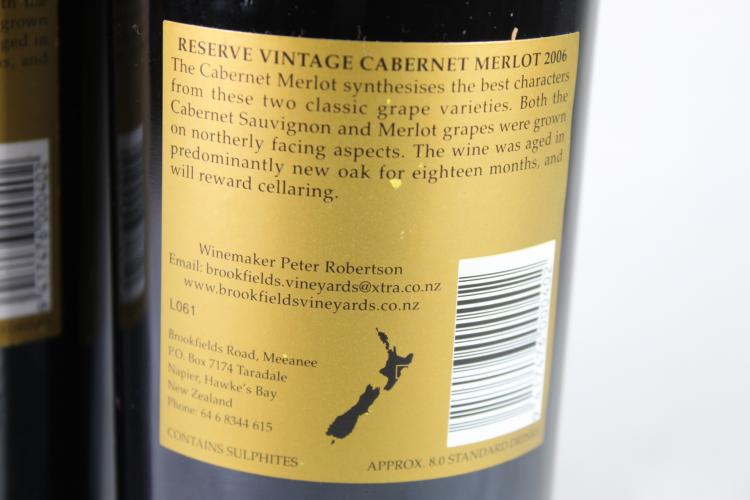 RESERVE VINTAGE CABERNET MERLOT 2006
The Cabernet Merlot synthesises the best characters
from these two classic grape varieties. Both the
Cabernet Sauvignon and Merlot grapes were grown
on northerly facing aspects. The wine was aged in
predominantly new oak for eighteen months, and
will reward cellaring.
Winemaker Peter Robertson
Email: brookfields.vineyards@xtra.co.nz
www.brookfieldsvineyards.co.nz
L061
Brookfields Road, Meeanee
P.O. Box 7174 Taradale
Napier, Hawke's Bay
New Zealand
Phone: 64 6 8344 615
CONTAINS SULPHITES
APPROX. 8.0 STANDARD DRINKS
grown